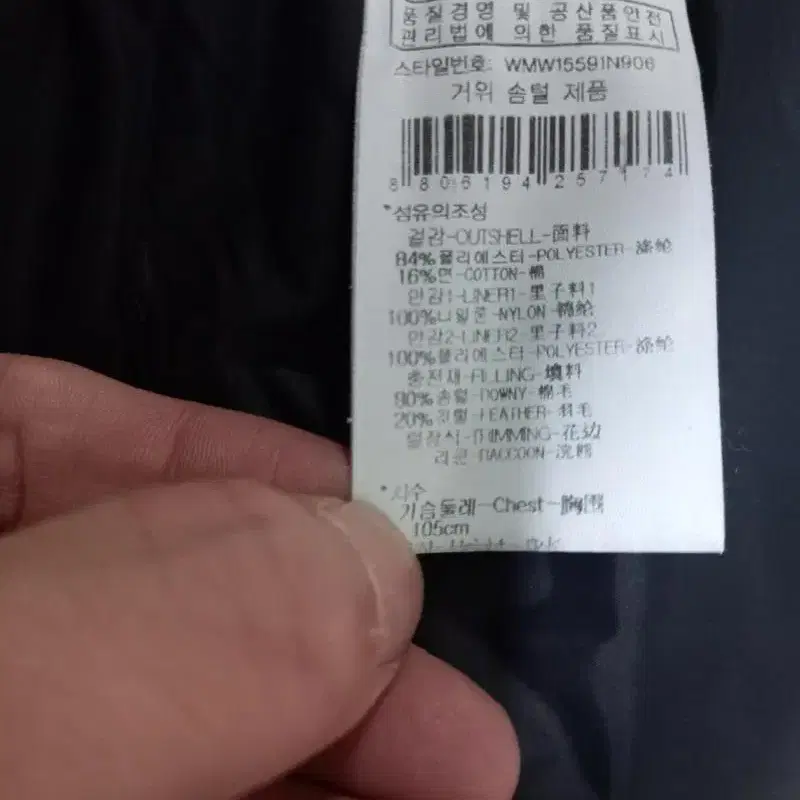 품질경영 및 공산품안전
관리법에 의한 품질표시
스타일번호: WMW15591N906
거위 솜털 제품
8 806194 257174
*섬유의조성
겉감-OUTSHELL-面料
84%폴리에스터-POLYESTER-涤纶
16%면-COTTON-棉
안감1-LINER1-里子料1
100%나일론-NYLON-锦纶
안감2-LINER2-里子料2
100%폴리에스터-POLYESTER-涤纶
충전재-FILLING-填料
80%솜털-DOWNY-棉毛
20%깃털-FEATHER-羽毛
털장식-TRIMMING-花边
라쿤-RACCOON-浣熊
*치수
가슴둘레-Chest-胸围
105cm